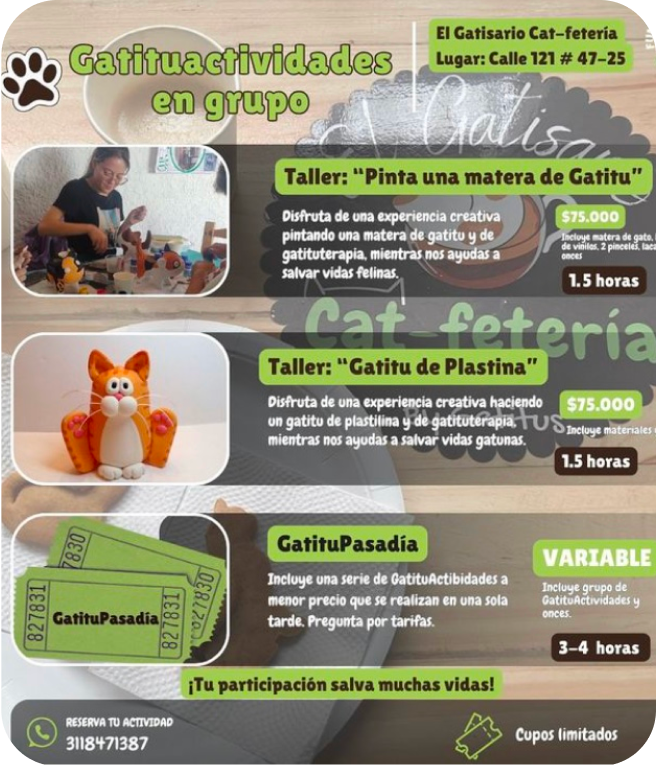 Gatituactividades
en grupo
El Gatisario Cat-fetería
Lugar: Calle 121 # 47-25
Taller: “Pinta una matera de Gatitu”
Disfruta de una experiencia creativa
pintando una matera de gatitu y de
gatituterapia, mientras nos ayudas a
salvar vidas felinas.
$75.000
Incluye matera de gato,
de vinilos, 2 pinceles, laca
onces
1.5 horas
Cat-fetería
Taller: “Gatitu de Plastina”
Disfruta de una experiencia creativa haciendo
un gatitu de plastilina y de gatituterapia
mientras nos ayudas a salvar vidas gatunas.
$75.000
Incluye materiales
1.5 horas
827830
827831
GatituPasadía
827831
827830
GatituPasadía
Incluye una serie de GatituActibidades a
menor precio que se realizan en una sola
tarde. Pregunta por tarifas.
VARIABLE
Incluye grupo de
GatituActividades y
onces.
3-4 horas
¡Tu participación salva muchas vidas!
RESERVA TU ACTIVIDAD
3118471387
Cupos limitados